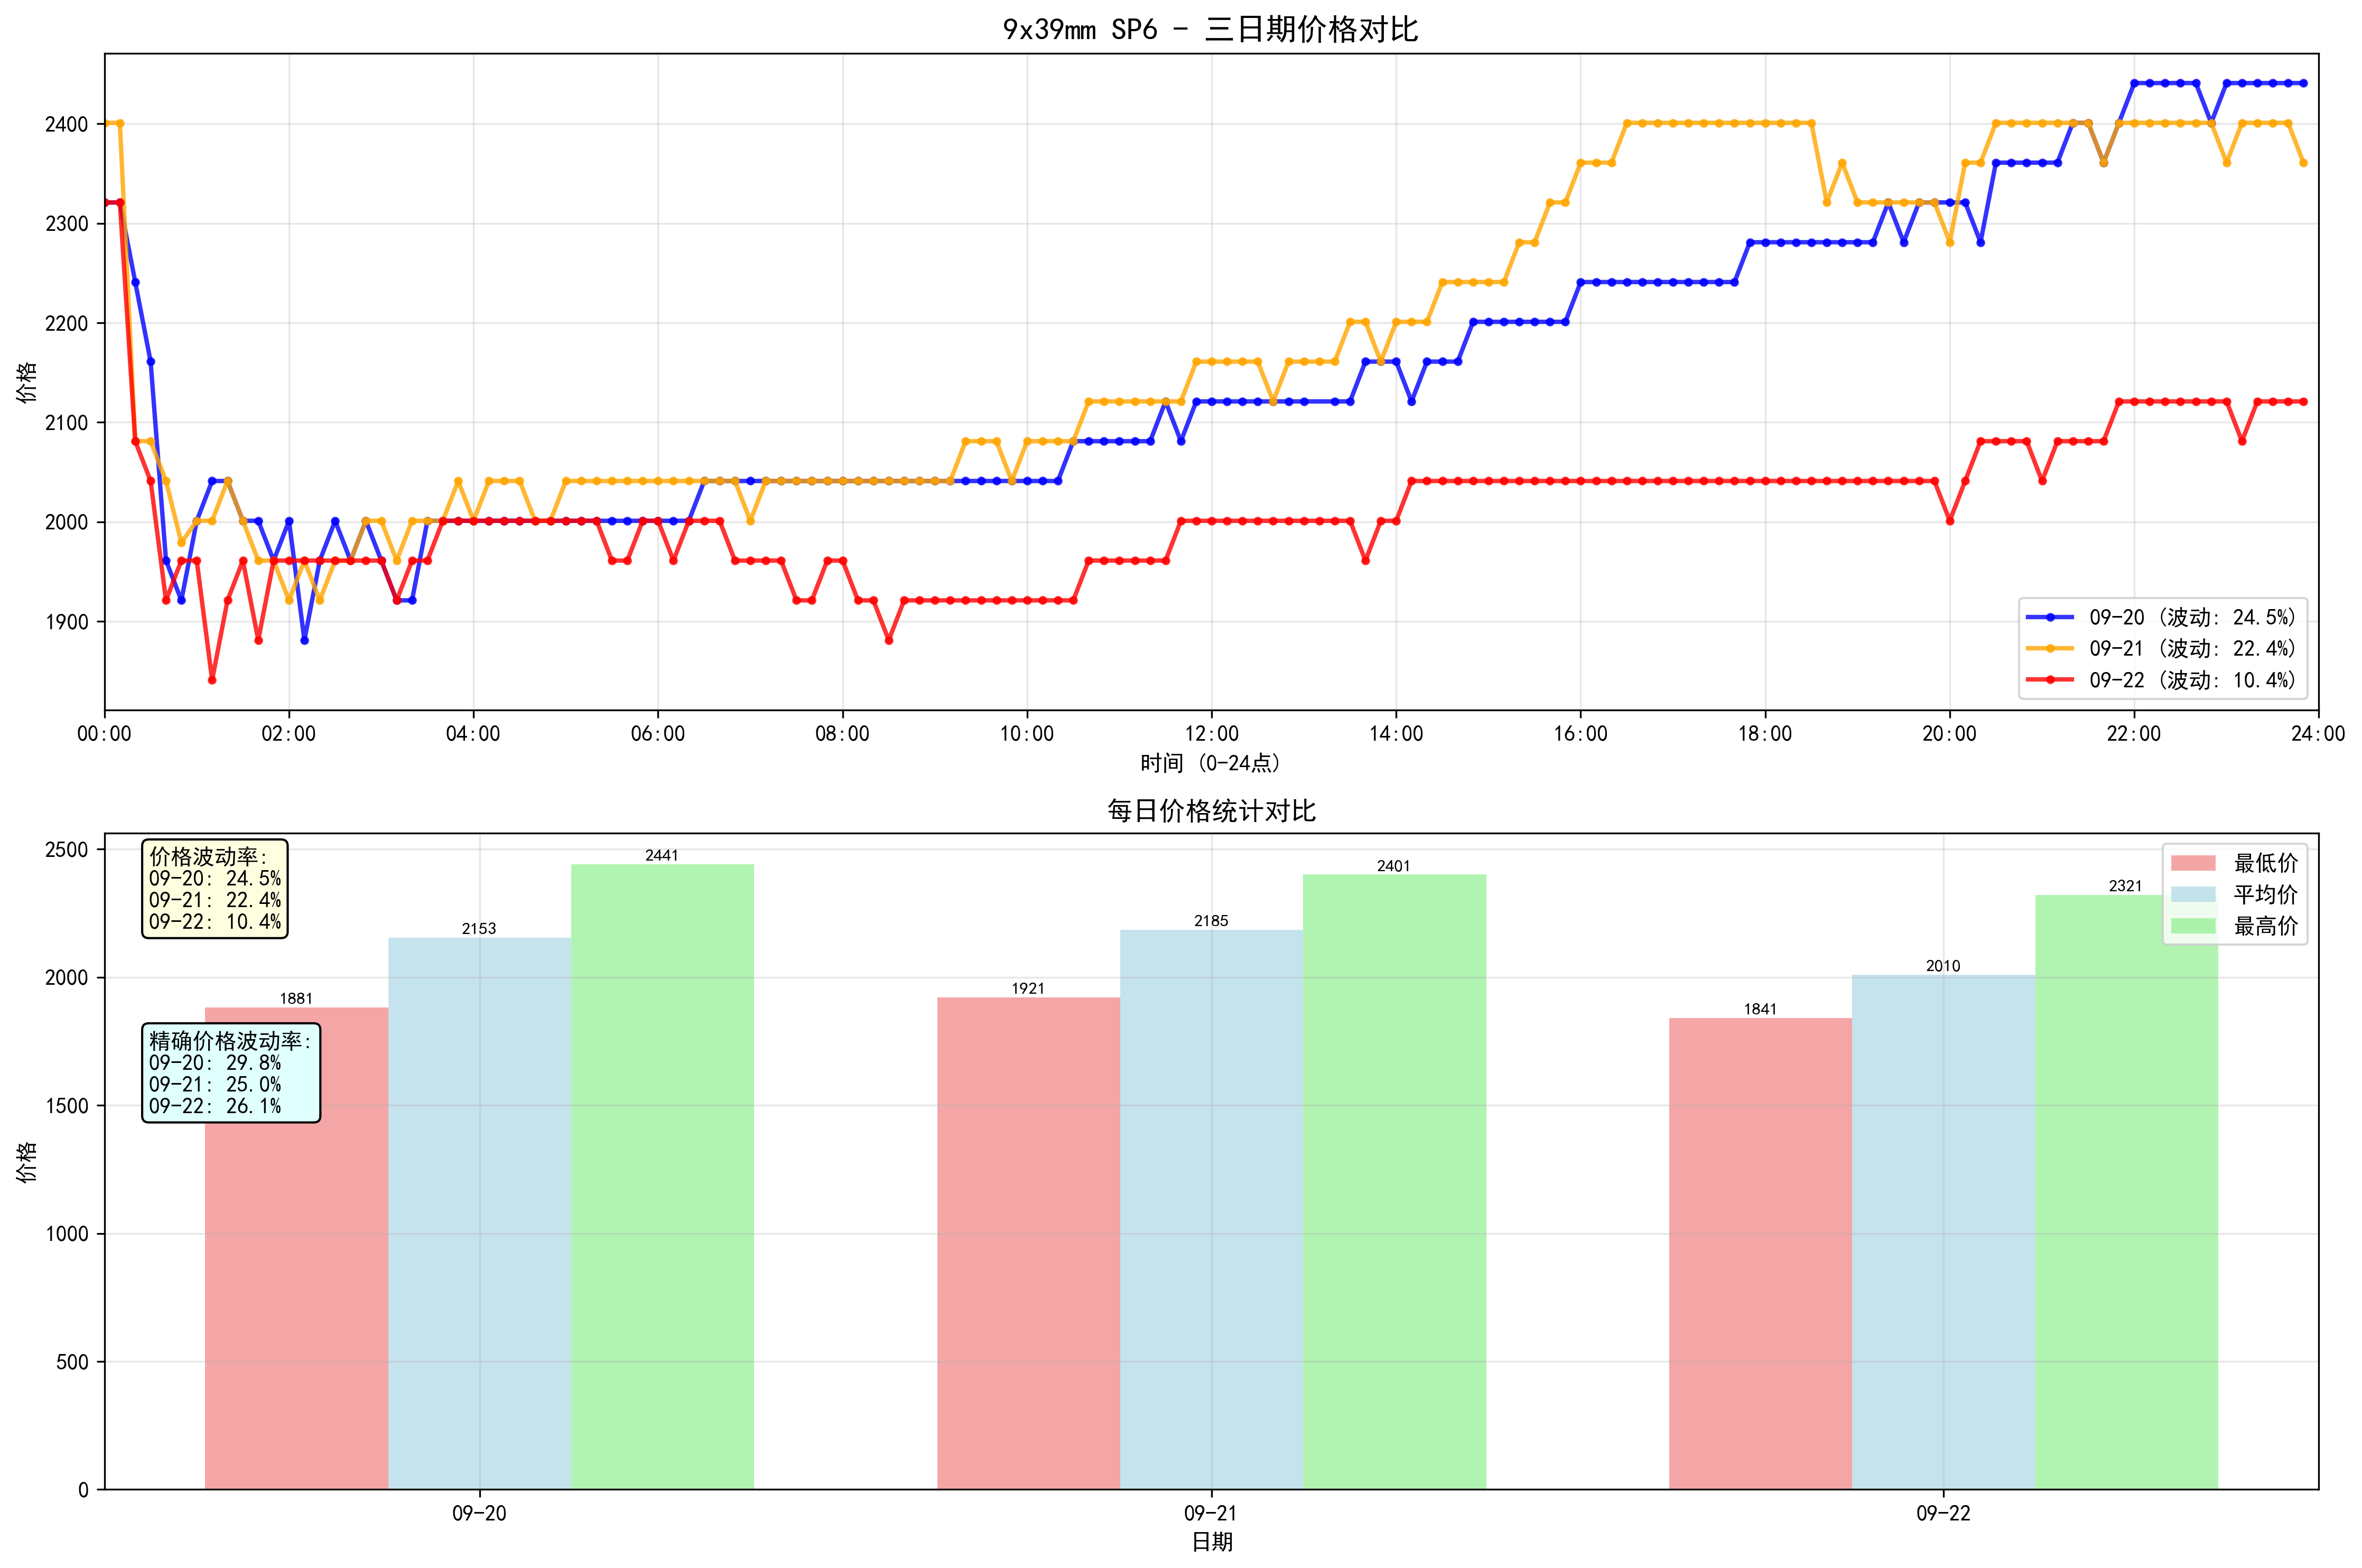 9x39mm SP6 - 三日期价格对比
价格
2400
2300
2200
2100
2000
1900
09-20 (波动: 24.5%)
09-21 (波动: 22.4%)
09-22 (波动: 10.4%)
00:00 02:00 04:00 06:00 08:00 10:00 12:00 14:00 16:00 18:00 20:00 22:00 24:00
时间 (0-24点)
每日价格统计对比
价格
2500
2000
1500
1000
500
0
价格波动率:
09-20: 24.5%
09-21: 22.4%
09-22: 10.4%
精确价格波动率:
09-20: 29.8%
09-21: 25.0%
09-22: 26.1%
1881 2153 2441
1921 2185 2401
1841 2010 2321
最低价
平均价
最高价
09-20 09-21 09-22
日期